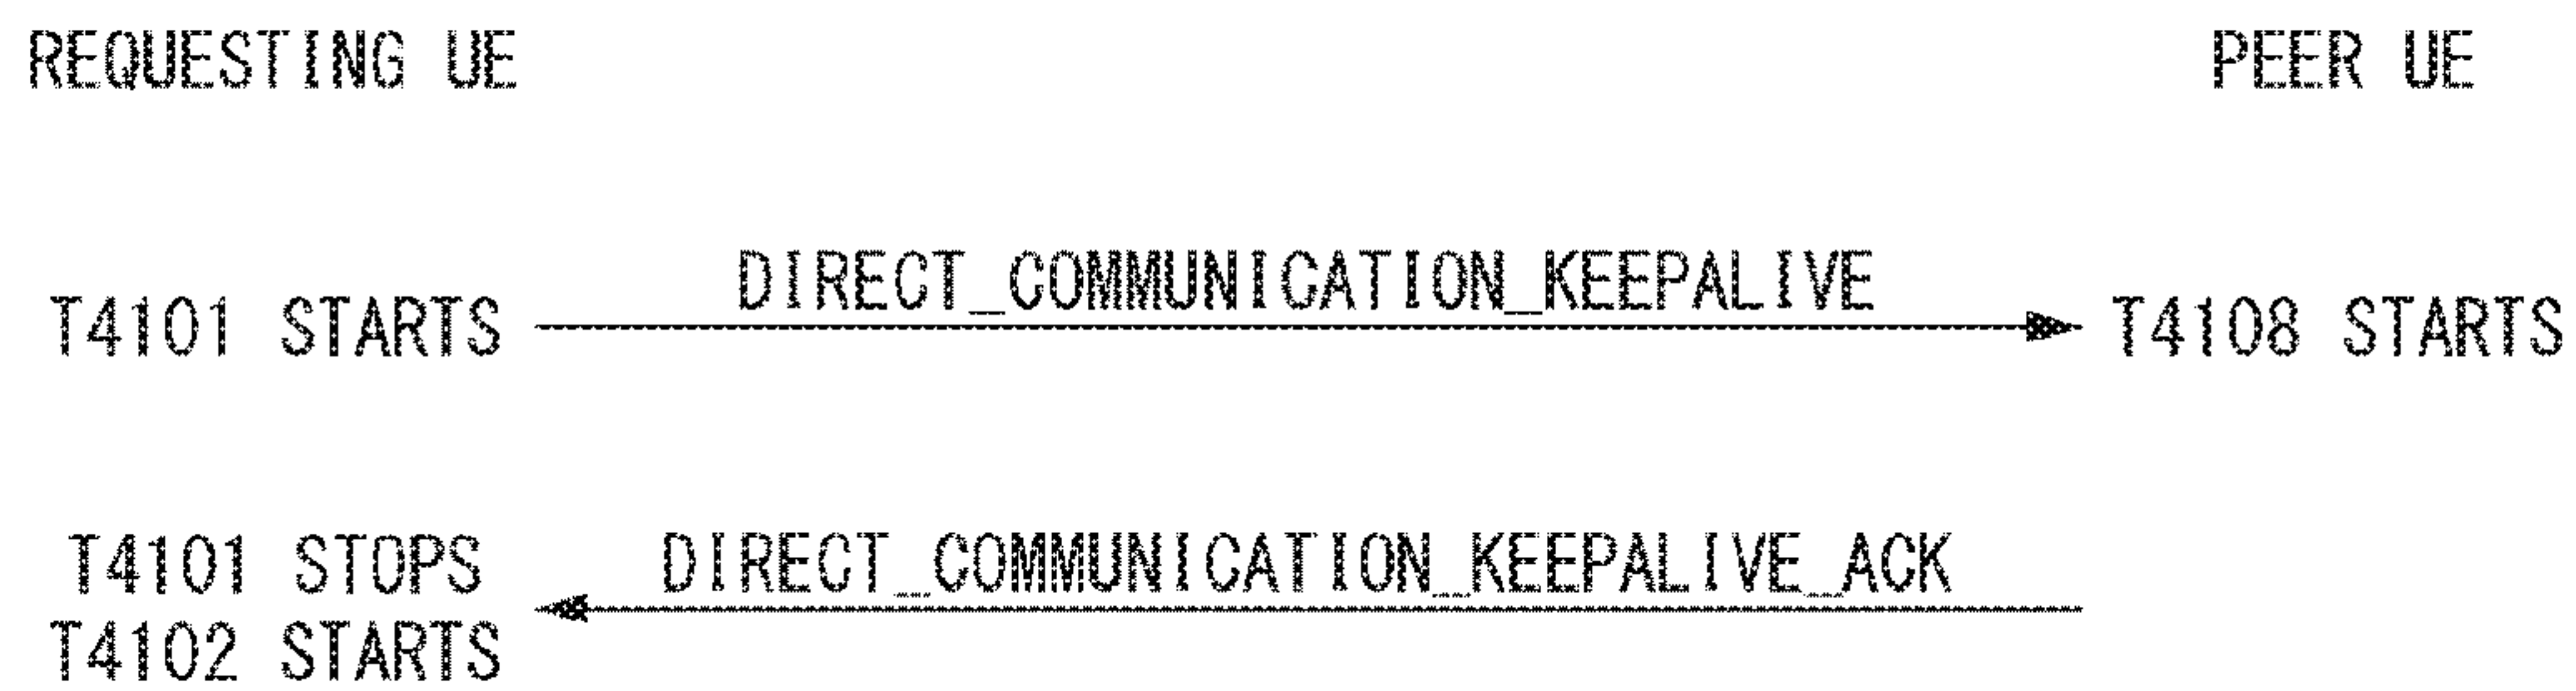 REQUESTING UE
PEER UE
DIRECT_COMMUNICATION_KEEPALIVE
T4101 STARTS
T4108 STARTS
T4101 STOPS
DIRECT_COMMUNICATION_KEEPALIVE_ACK
T4102 STARTS